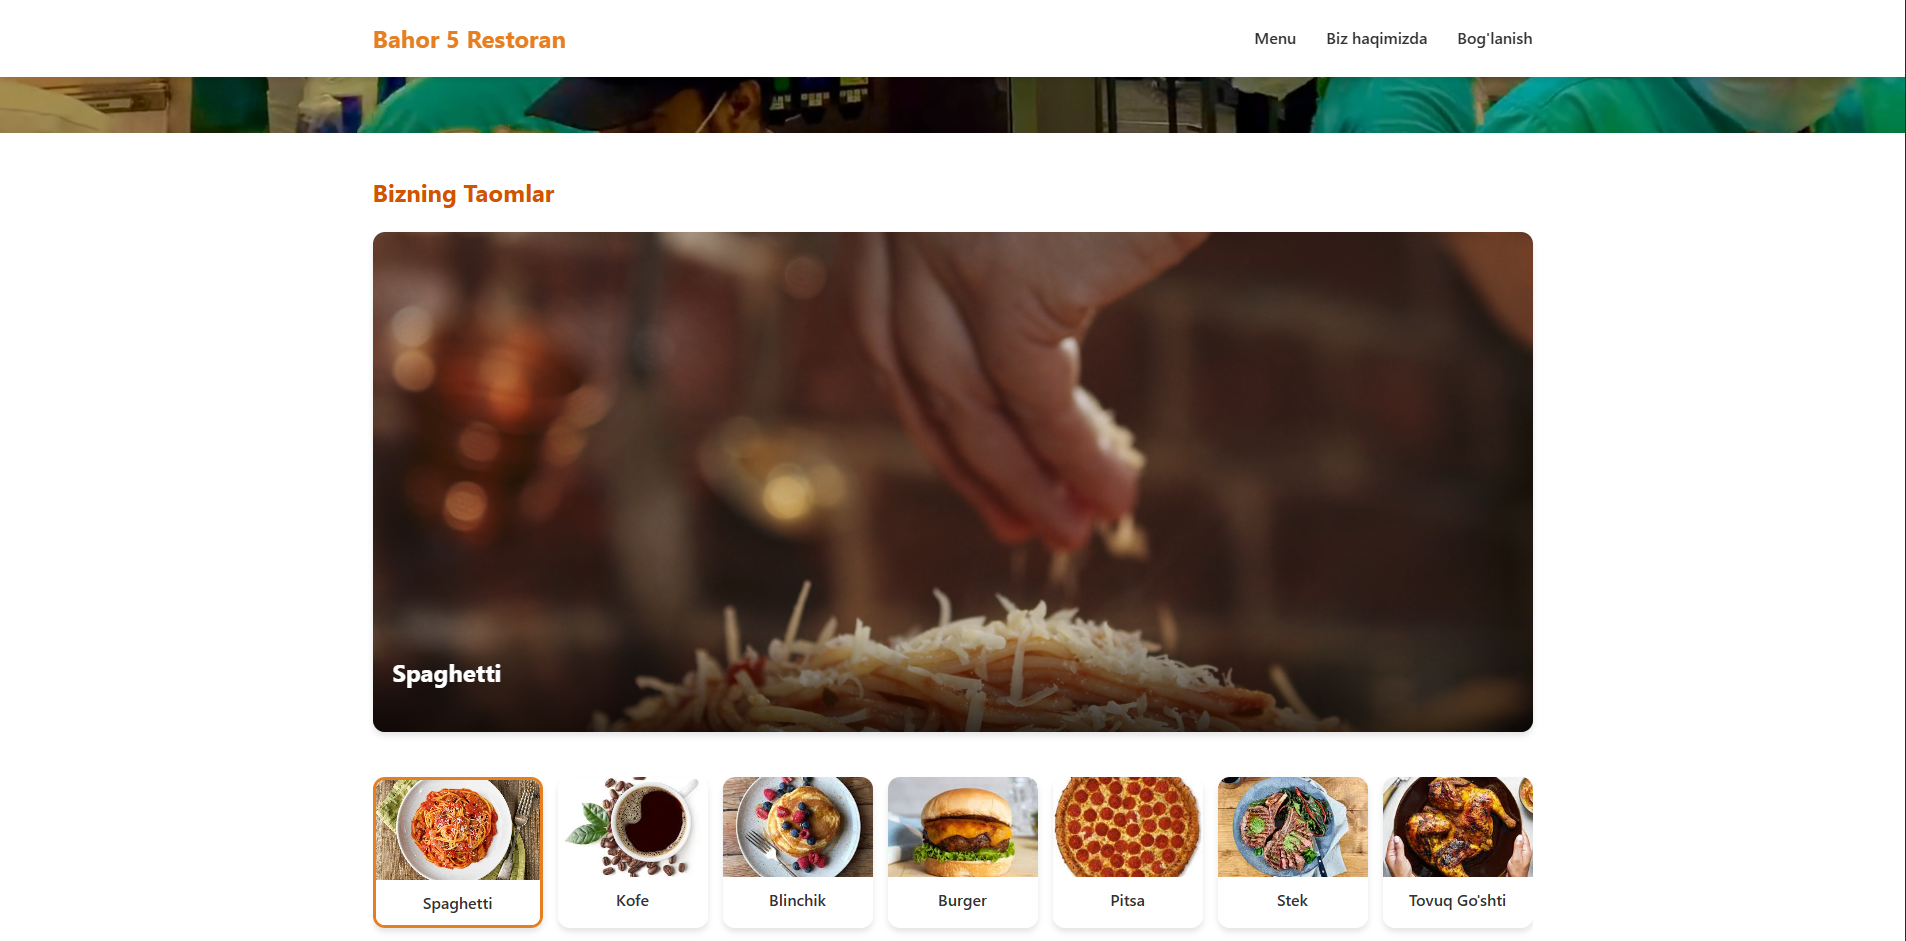 Bahor 5 Restoran
Menu
Biz haqimizda
Bog'lanish
Bizning Taomlar
Spaghetti
Spaghetti
Kofe
Blinchik
Burger
Pitsa
Stek
Tovuq Go'shti